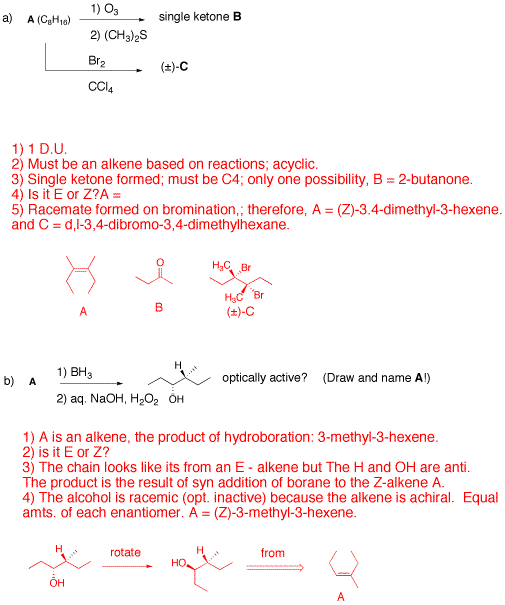 a) A (C8H16) 1) O3 single ketone B
2) (CH3)2S
Br2 (±)-C
CCl4
1) 1 D.U.
2) Must be an alkene based on reactions; acyclic.
3) Single ketone formed; must be C4; only one possibility, B = 2-butanone.
4) Is it E or Z?A =
5) Racemate formed on bromination,; therefore, A = (Z)-3.4-dimethyl-3-hexene.
and C = d,l-3,4-dibromo-3,4-dimethylhexane.
O H3C Br
H3C Br
A B (±)-C
b) A 1) BH3 H optically active? (Draw and name A!)
2) aq. NaOH, H2O2 OH
1) A is an alkene, the product of hydroboration: 3-methyl-3-hexene.
2) is it E or Z?
3) The chain looks like its from an E - alkene but The H and OH are anti.
The product is the result of syn addition of borane to the Z-alkene A.
4) The alcohol is racemic (opt. inactive) because the alkene is achiral. Equal
amts. of each enantiomer. A = (Z)-3-methyl-3-hexene.
H rotate H from
OH HO
A